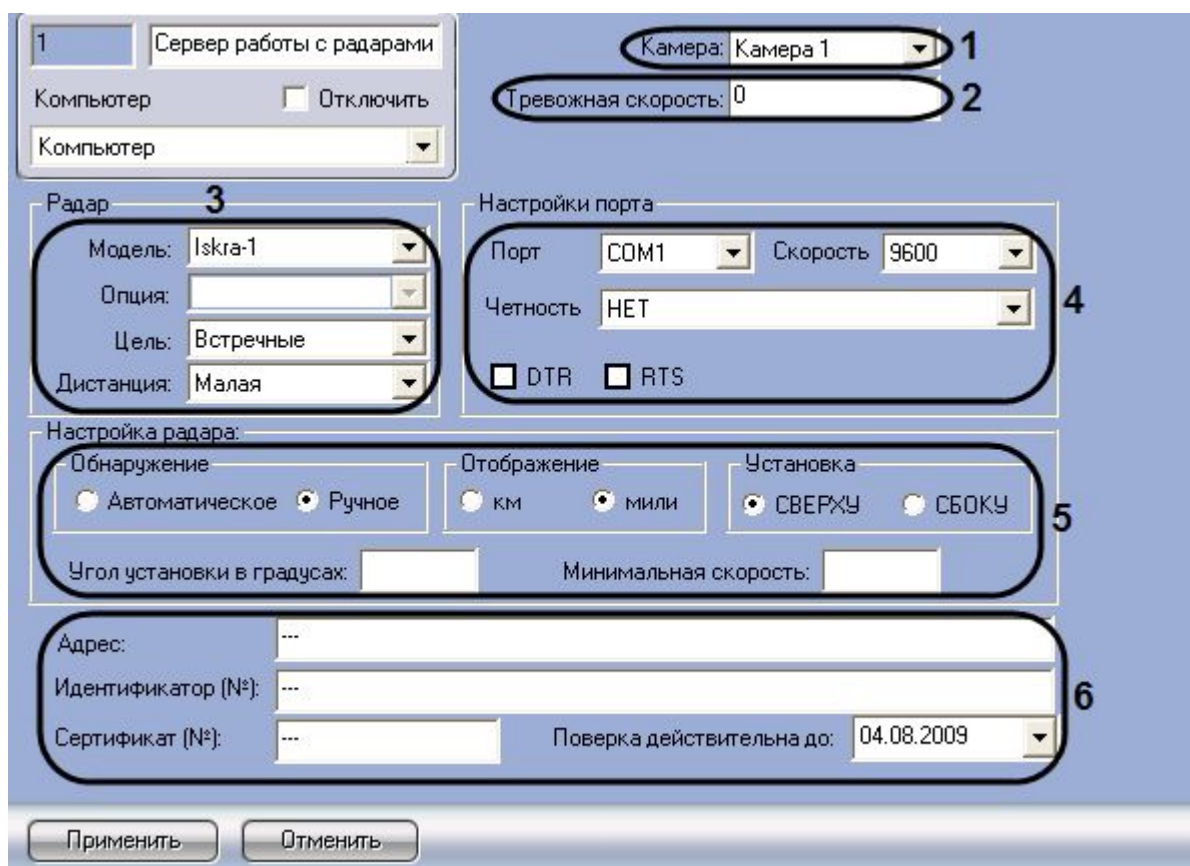 1 Сервер работы с радарами
Камера: Камера 1 1
Тревожная скорость: 0 2
Компьютер Отключить
Компьютер
Радар 3
Модель: Iskra-1
Опция:
Цель: Встречные
Дистанция: Малая
Настройки порта
Порт COM1 Скорость 9600
Четность НЕТ 4
DTR RTS
Настройка радара:
Обнаружение
Автоматическое Ручное
Отображение
км мили
Установка
СВЕРХУ СБОКУ 5
Угол установки в градусах: Минимальная скорость:
Адрес: ---
Идентификатор (№): --- 6
Сертификат (№): --- Поверка действительна до: 04.08.2009
Применить Отменить